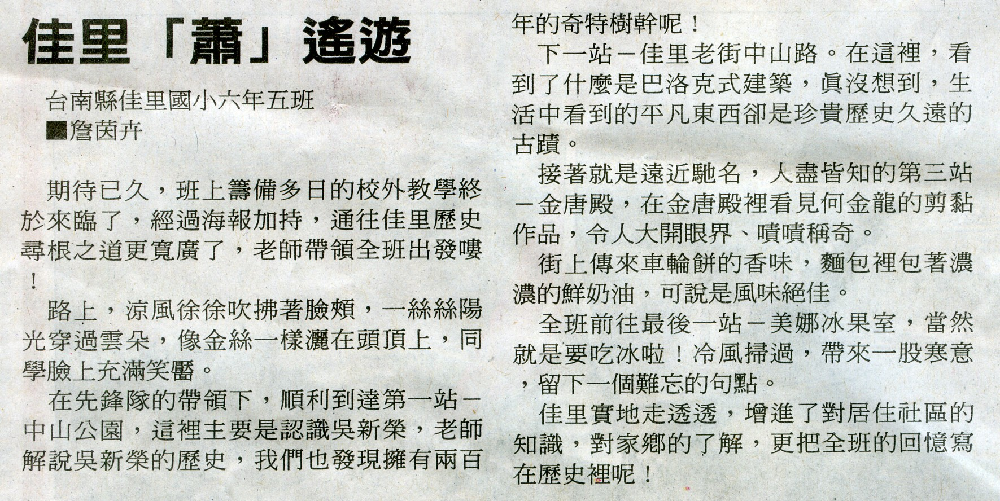 佳里「蕭」遙遊
台南縣佳里國小六年五班
■詹茵卉
期待已久，班上籌備多日的校外教學終
於來臨了，經過海報加持，通往佳里歷史
尋根之道更寬廣了，老師帶領全班出發嘍
！
路上，涼風徐徐吹拂著臉頰，一絲絲陽
光穿過雲朵，像金絲一樣灑在頭頂上，同
學臉上充滿笑靨。
在先鋒隊的帶領下，順利到達第一站－
中山公園，這裡主要是認識吳新榮，老師
解說吳新榮的歷史，我們也發現擁有兩百
年的奇特樹幹呢！
下一站－佳里老街中山路。在這裡，看
到了什麼是巴洛克式建築，眞沒想到，生
活中看到的平凡東西卻是珍貴歷史久遠的
古蹟。
接著就是遠近馳名，人盡皆知的第三站
－金唐殿，在金唐殿裡看見何金龍的剪黏
作品，令人大開眼界、嘖嘖稱奇。
街上傳來車輪餅的香味，麵包裡包著濃
濃的鮮奶油，可說是風味絕佳。
全班前往最後一站－美娜冰果室，當然
就是要吃冰啦！冷風掃過，帶來一股寒意
，留下一個難忘的句點。
佳里實地走透透，增進了對居住社區的
知識，對家鄉的了解，更把全班的回憶寫
在歷史裡呢！